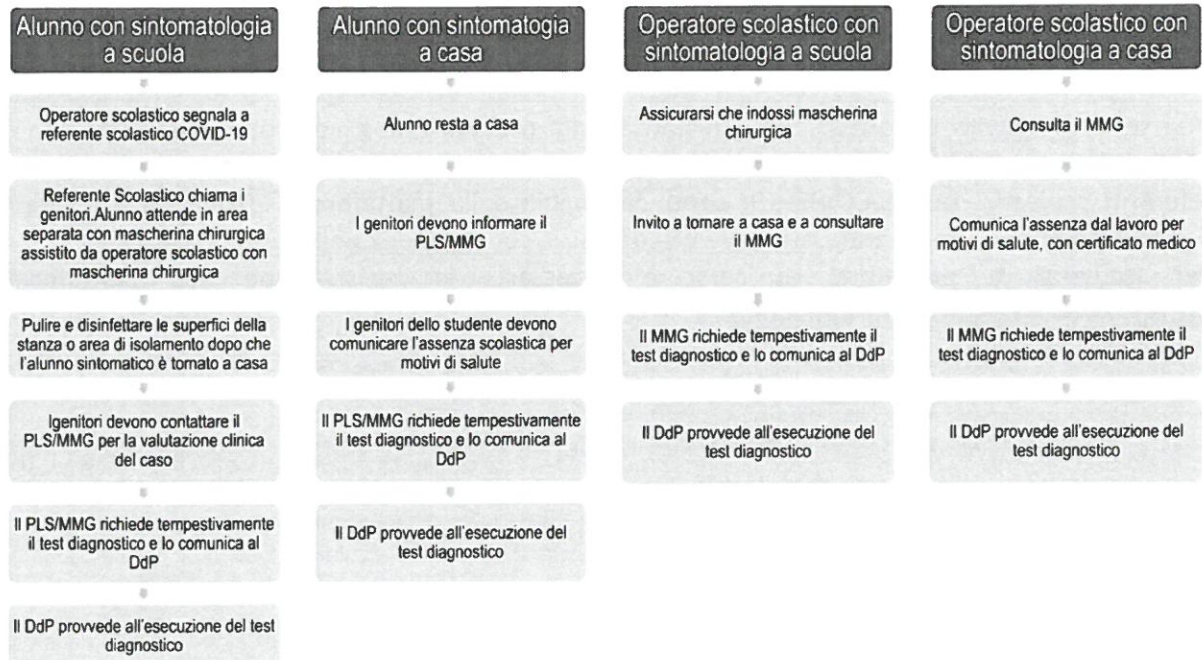 Alunno con sintomatologia
a scuola
Operatore scolastico segnala a
referente scolastico COVID-19
Referente Scolastico chiama i
genitori.Alunno attende in area
separata con mascherina chirurgica
assistito da operatore scolastico con
mascherina chirurgica
Pulire e disinfettare le superfici della
stanza o area di isolamento dopo che
l'alunno sintomatico è tornato a casa
Igenitori devono contattare il
PLS/MMG per la valutazione clinica
del caso
Il PLS/MMG richiede tempestivamente
il test diagnostico e lo comunica al
DdP
Il DdP provvede all'esecuzione del test
diagnostico
Alunno con sintomatogia
a casa
Alunno resta a casa
I genitori devono informare il
PLS/MMG
I genitori dello studente devono
comunicare l'assenza scolastica per
motivi di salute
Il PLS/MMG richiede tempestivamente
il test diagnostico e lo comunica al
DdP
Il DdP provvede all'esecuzione del
test diagnostico
Operatore scolastico con
sintomatologia a scuola
Assicurarsi che indossi mascherina
chirurgica
Invito a tornare a casa e a consultare
il MMG
Il MMG richiede tempestivamente il
test diagnostico e lo comunica al DdP
Il DdP provvede all'esecuzione del
test diagnostico
Operatore scolastico con
sintomatologia a casa
Consulta il MMG
Comunica l'assenza dal lavoro per
motivi di salute, con certificato medico
Il MMG richiede tempestivamente il
test diagnostico e lo comunica al DdP
Il DdP provvede all'esecuzione del
test diagnostico